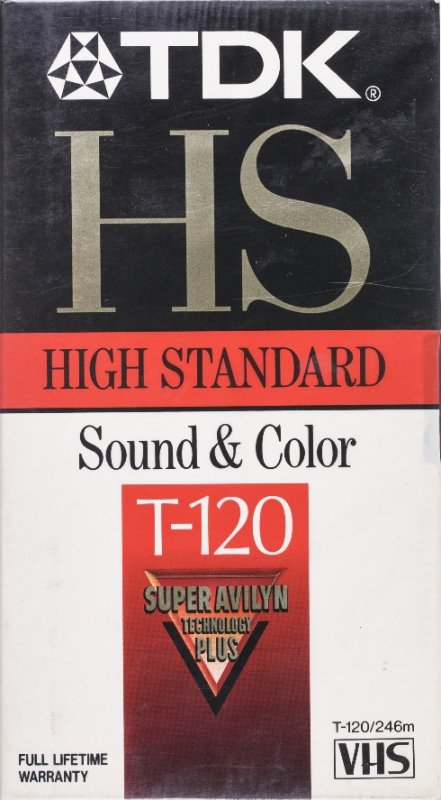 TDK®
HS
HIGH STANDARD
Sound & Color
T-120
SUPER AVILYN
TECHNOLOGY
PLUS
T-120/246m
VHS
FULL LIFETIME
WARRANTY